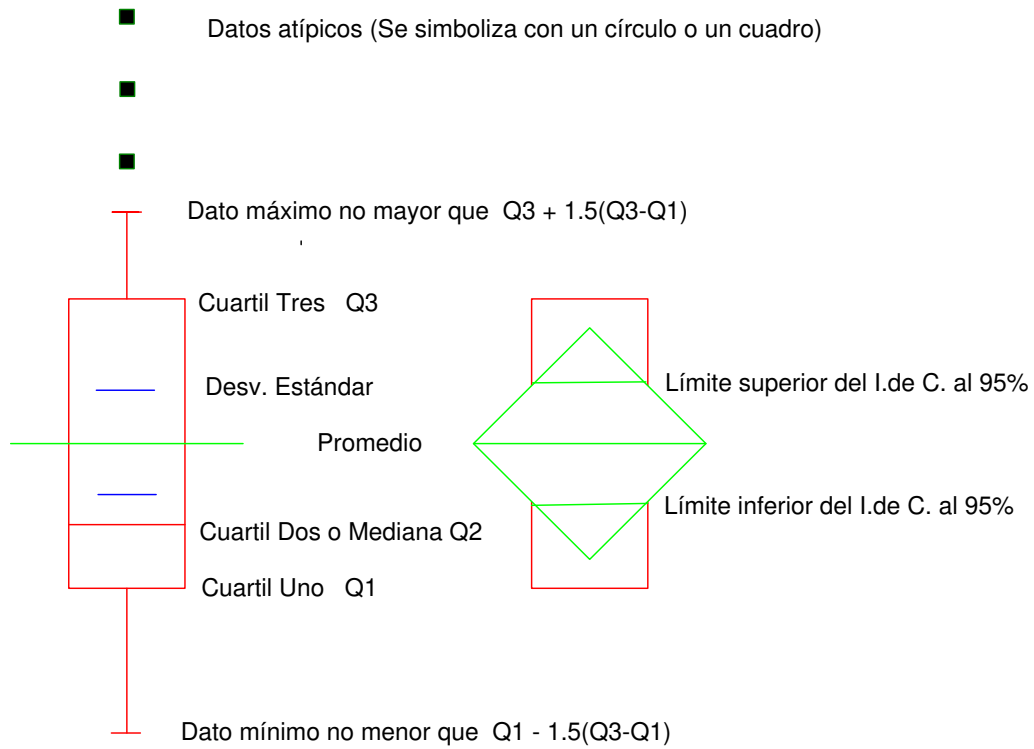 Datos atípicos (Se simboliza con un círculo o un cuadro)
Dato máximo no mayor que Q3 + 1.5(Q3-Q1)
Cuartil Tres Q3
Desv. Estándar
Límite superior del I.de C. al 95%
Promedio
Límite inferior del I.de C. al 95%
Cuartil Dos o Mediana Q2
Cuartil Uno Q1
Dato mínimo no menor que Q1 - 1.5(Q3-Q1)